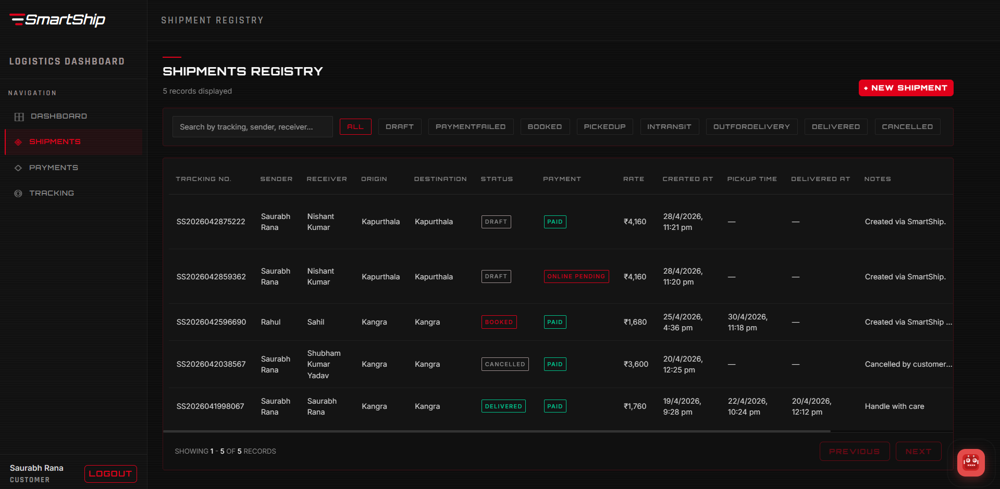 SmartShip
SHIPMENT REGISTRY
LOGISTICS DASHBOARD
NAVIGATION
DASHBOARD
SHIPMENTS
PAYMENTS
TRACKING
Saurabh Rana
CUSTOMER
LOGOUT
SHIPMENTS REGISTRY
5 records displayed
+ NEW SHIPMENT
Search by tracking, sender, receiver... ALL DRAFT PAYMENTFAILED BOOKED PICKEDUP INTRANSIT OUTFORDELIVERY DELIVERED CANCELLED
TRACKING NO. SENDER RECEIVER ORIGIN DESTINATION STATUS PAYMENT RATE CREATED AT PICKUP TIME DELIVERED AT NOTES
SS2026042875222 Saurabh Rana Nishant Kumar Kapurthala Kapurthala DRAFT PAID ₹4,160 28/4/2026, 11:21 pm — — Created via SmartShip.
SS2026042859362 Saurabh Rana Nishant Kumar Kapurthala Kapurthala DRAFT ONLINE PENDING ₹4,160 28/4/2026, 11:20 pm — — Created via SmartShip.
SS2026042596690 Rahul Sahil Kangra Kangra BOOKED PAID ₹1,680 25/4/2026, 4:36 pm 30/4/2026, 11:18 pm — Created via SmartShip ...
SS2026042038567 Saurabh Rana Shubham Kumar Yadav Kangra Kangra CANCELLED PAID ₹3,600 20/4/2026, 12:25 pm — — Cancelled by customer...
SS2026041998067 Saurabh Rana Saurabh Rana Kangra Kangra DELIVERED PAID ₹1,760 19/4/2026, 9:28 pm 22/4/2026, 10:24 pm 20/4/2026, 12:12 pm Handle with care
SHOWING 1 - 5 OF 5 RECORDS
PREVIOUS NEXT